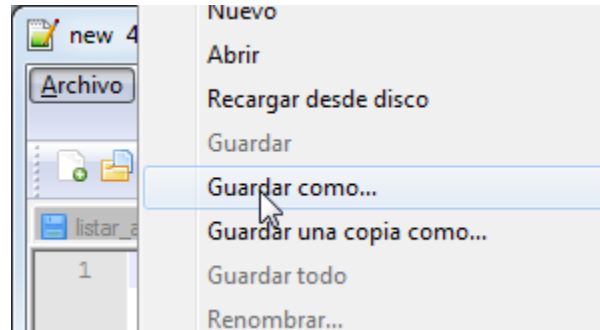 new 4
Archivo
Nuevo
Abrir
Recargar desde disco
Guardar
Guardar como...
Guardar una copia como...
Guardar todo
Renombrar...
listar_a
1